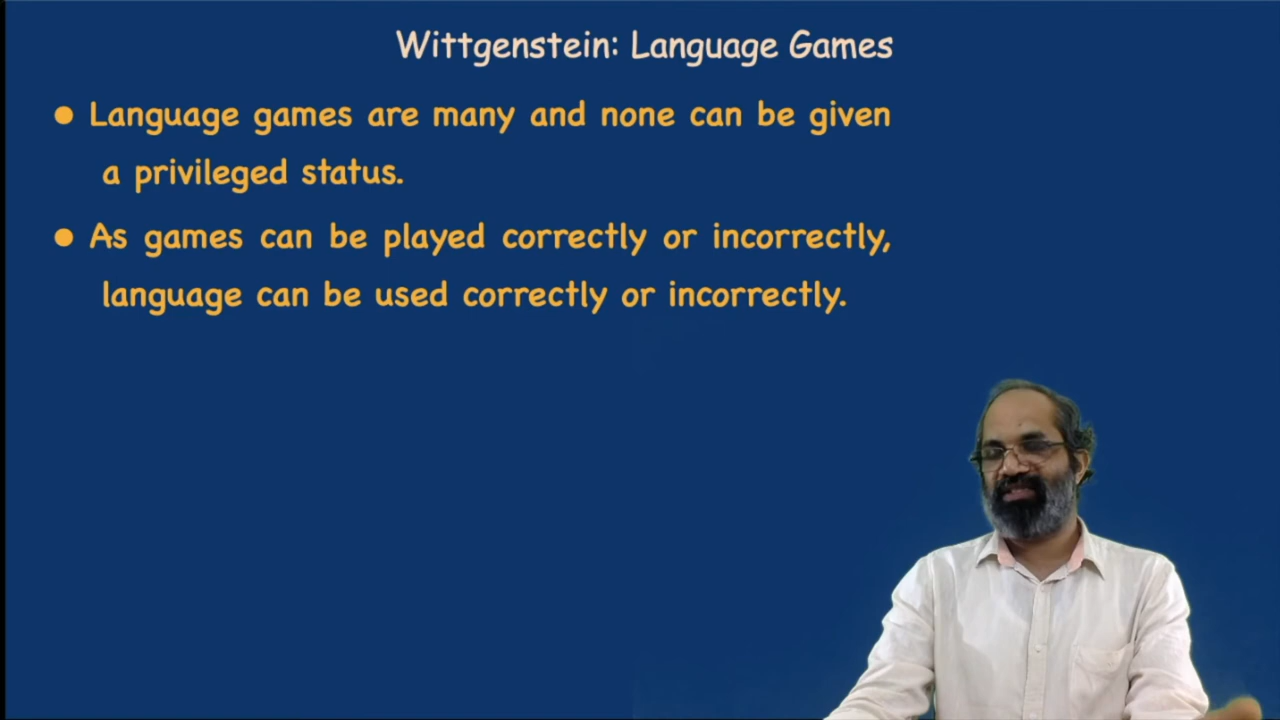 Wittgenstein: Language Games
● Language games are many and none can be given
a privileged status.
● As games can be played correctly or incorrectly,
language can be used correctly or incorrectly.